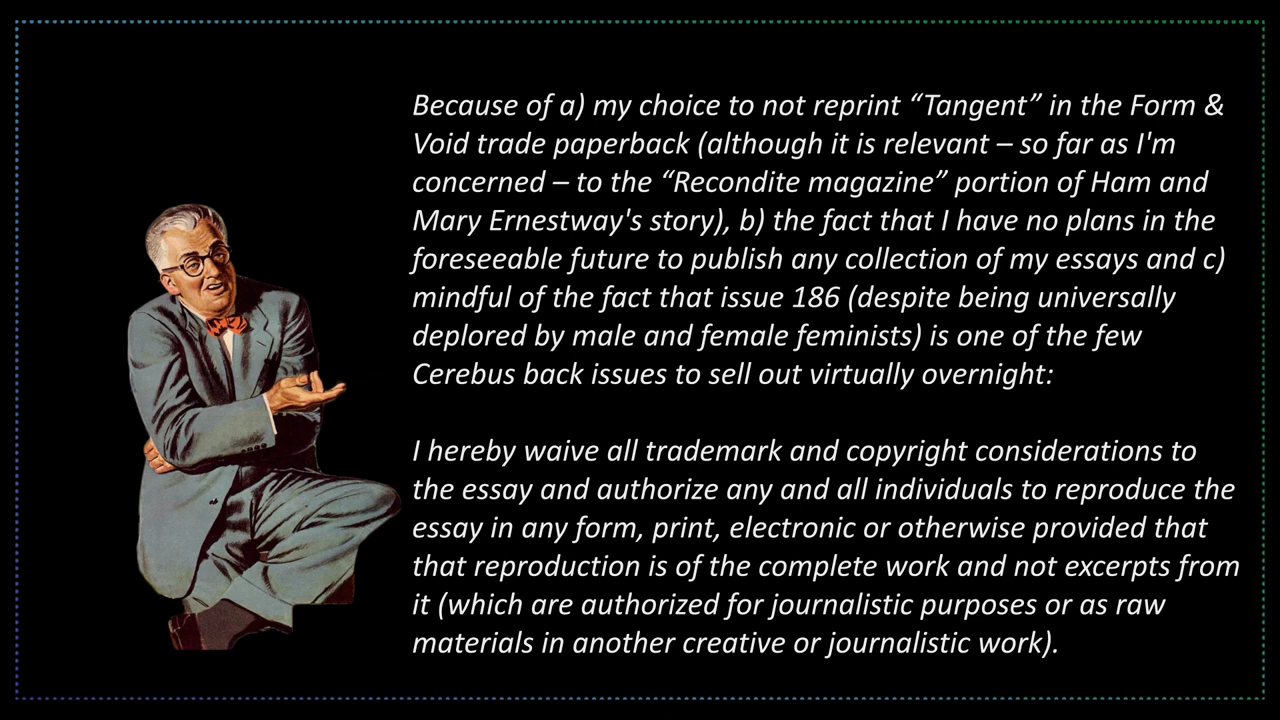 Because of a) my choice to not reprint “Tangent” in the Form &
Void trade paperback (although it is relevant – so far as I'm
concerned – to the “Recondite magazine” portion of Ham and
Mary Ernestway's story), b) the fact that I have no plans in the
foreseeable future to publish any collection of my essays and c)
mindful of the fact that issue 186 (despite being universally
deplored by male and female feminists) is one of the few
Cerebus back issues to sell out virtually overnight:
I hereby waive all trademark and copyright considerations to
the essay and authorize any and all individuals to reproduce the
essay in any form, print, electronic or otherwise provided that
that reproduction is of the complete work and not excerpts from
it (which are authorized for journalistic purposes or as raw
materials in another creative or journalistic work).